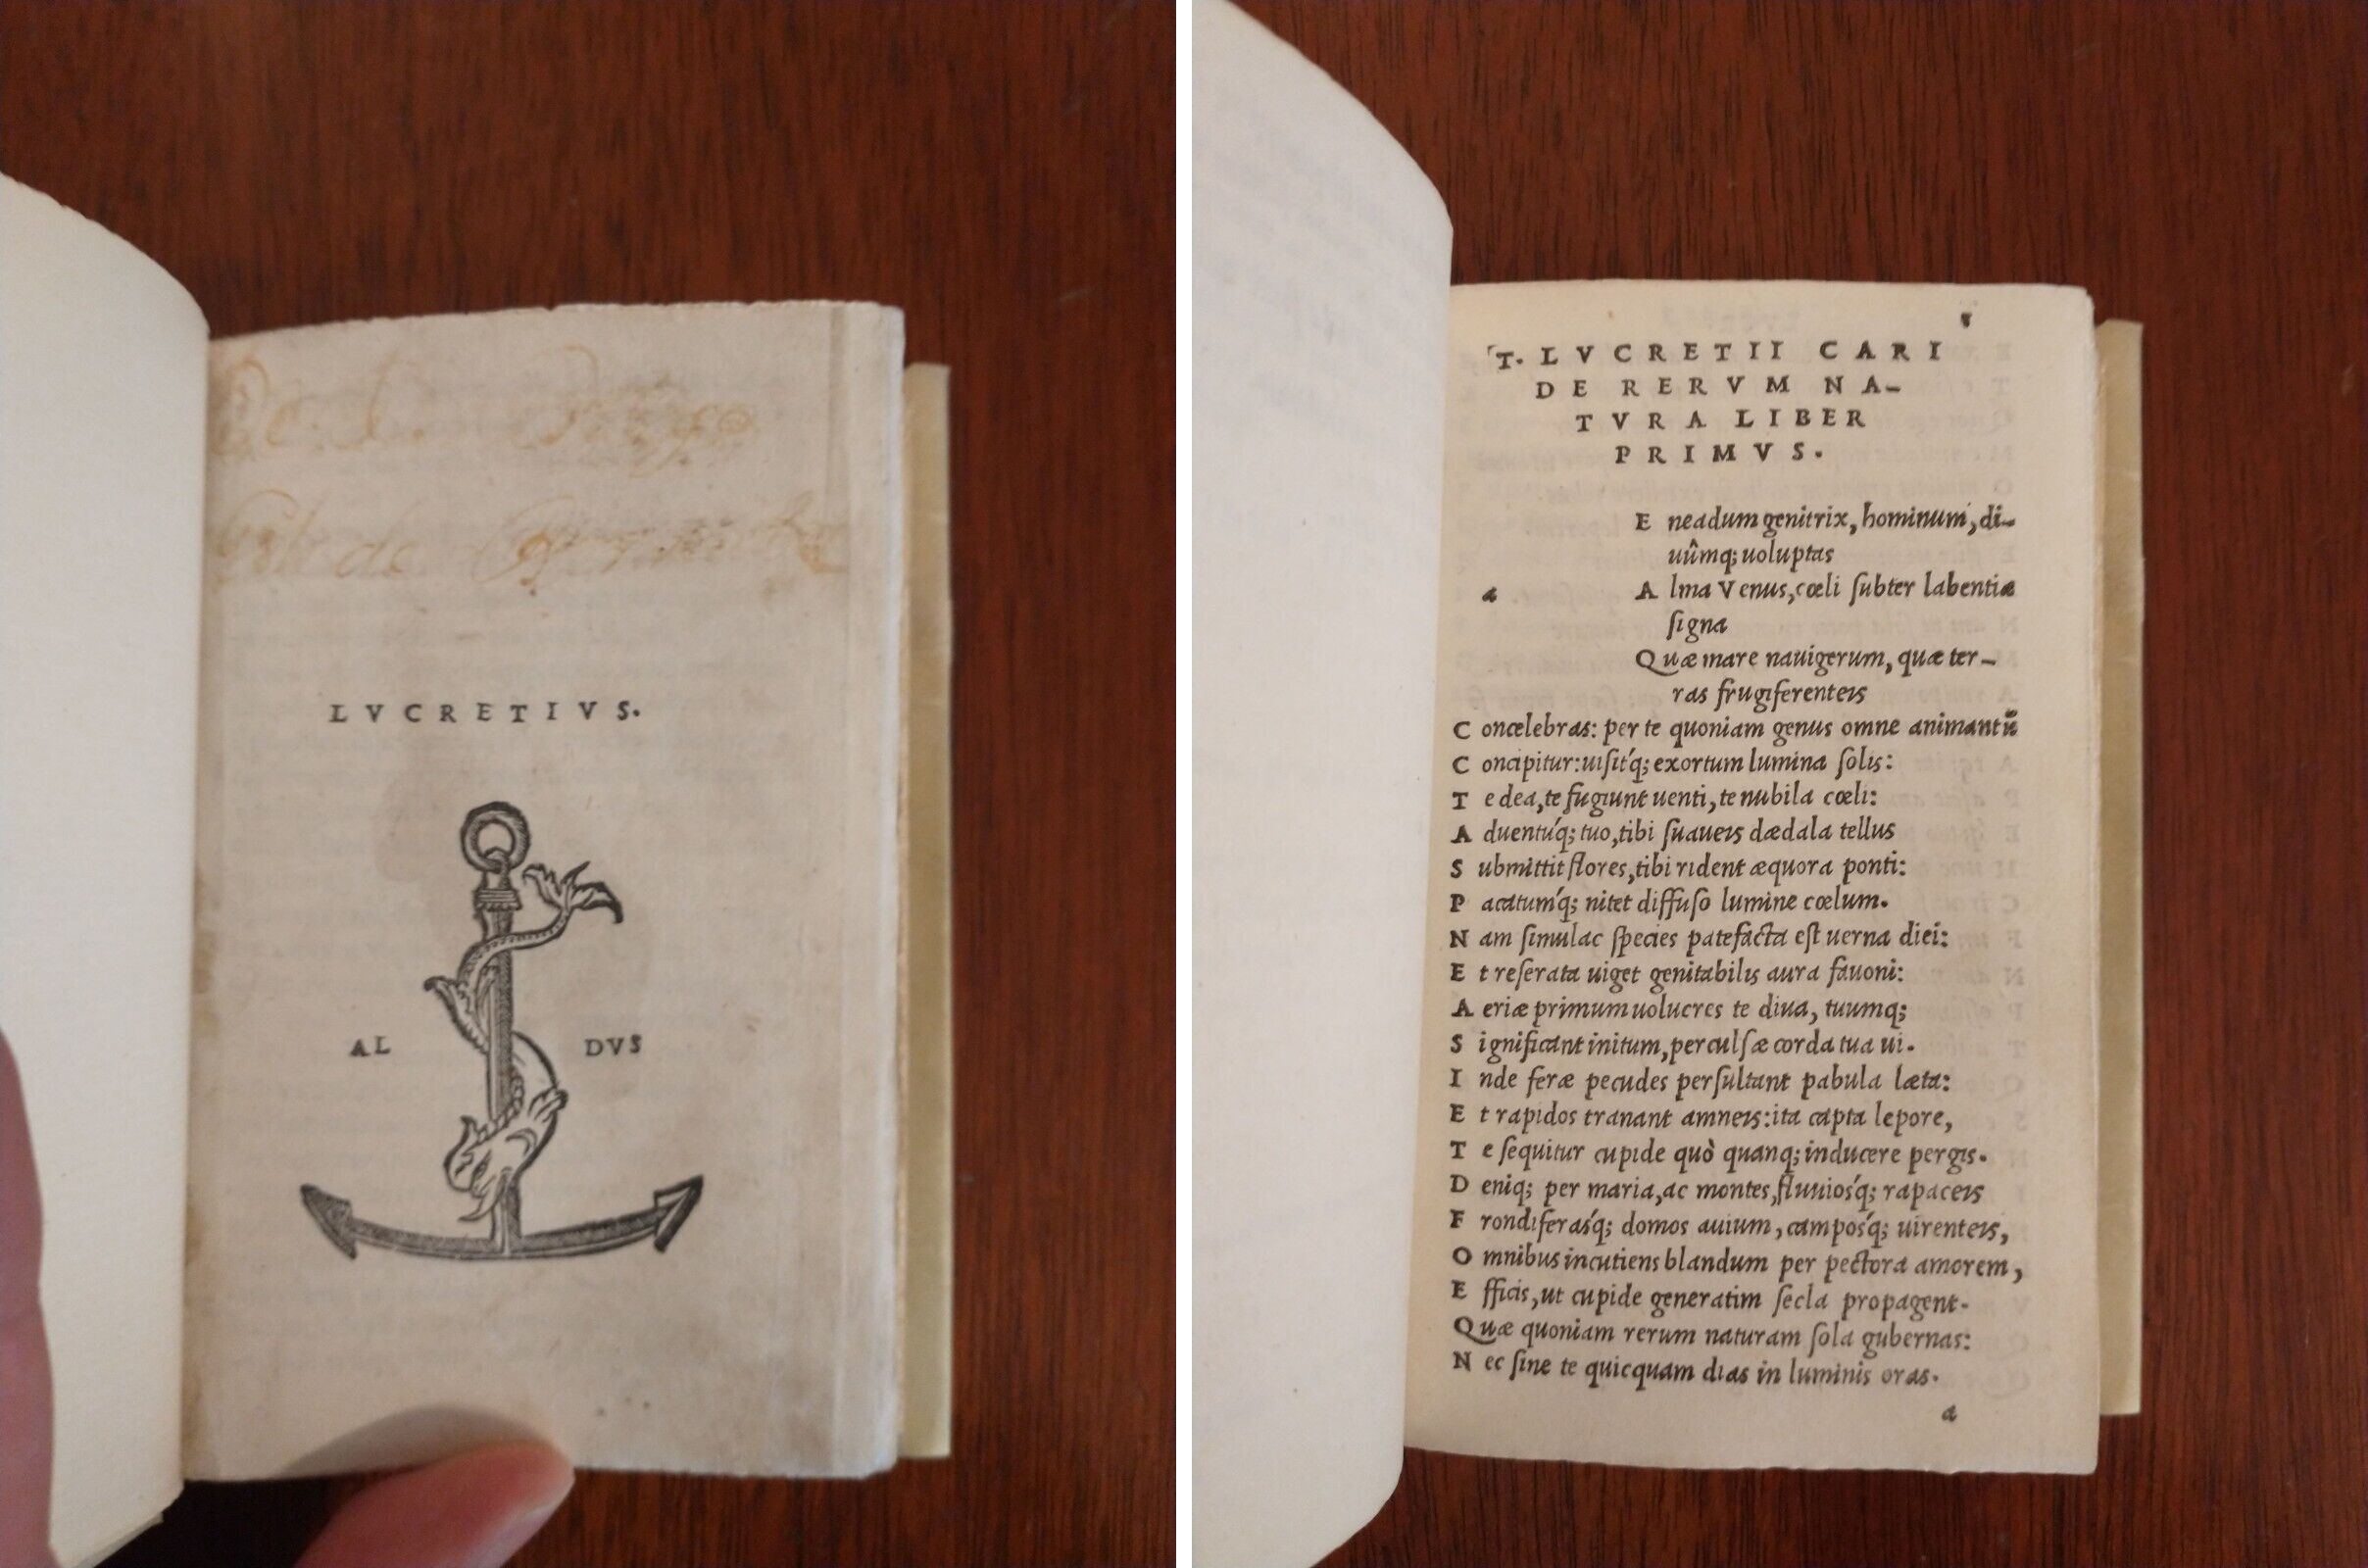 LVCRETIVS.
AL DVS
T. LVCRETII CARI
DE RERVM NA-
TVRA LIBER
PRIMVS.
E neadum genitrix, hominum, di-
uûmq; uoluptas
a
A lma Venus, cœli ſubter labentia
ſigna
Q uæ mare nauigerum, quæ ter-
ras frugiferenteis
C oncelebras: per te quoniam genus omne animantũ
C oncipitur: uiſit́q; exortum lumina ſolis:
T e dea, te fugiunt uenti, te nubila cœli:
A duentúq; tuo, tibi ſuaueis dædala tellus
S ubmittit flores, tibi rident æquora ponti:
P acatumq́; nitet diffuſo lumine cœlum.
N am ſimulac ſpecies patefacta eſt uerna diei:
E t reſerata uiget genitabilis aura fauoni:
A eriæ primum uolucres te diua, tuumq;
S ignificant initum, perculſæ corda tua ui.
I nde feræ pecudes perſultant pabula læta:
E t rapidos tranant amneis: ita capta lepore,
T e ſequitur cupide quò quanq; inducere pergis.
D eniq; per maria, ac montes, fluuiosq́; rapaceis
F rondiferasq́; domos auium, camposq́; uirenteis,
O mnibus incutiens blandum per pectora amorem,
E fficis, ut cupide generatim ſecla propagent.
Q uæ quoniam rerum naturam ſola gubernas:
N ec ſine te quicquam dias in luminis oras.
a